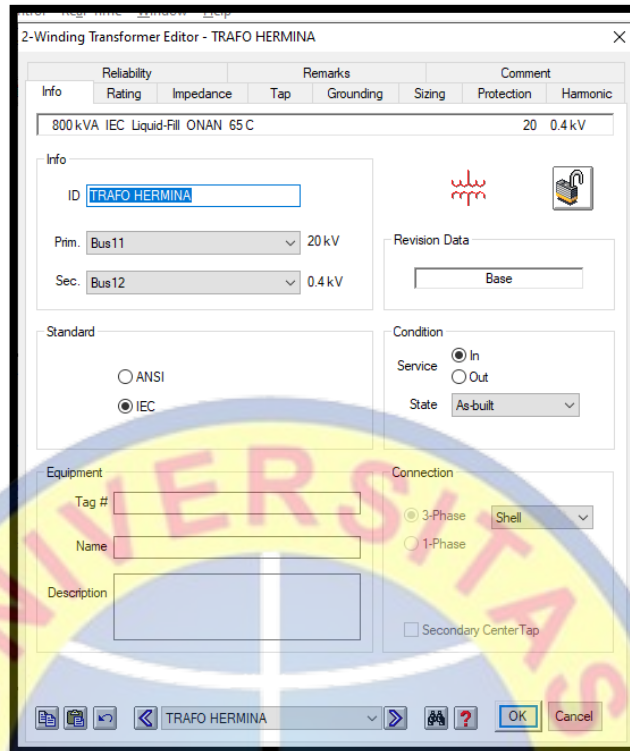 2-Winding Transformer Editor - TRAFO HERMINA
Reliability Remarks Comment
Info Rating Impedance Tap Grounding Sizing Protection Harmonic
800 kVA IEC Liquid-Fill ONAN 65 C 20 0.4 kV
Info
ID TRAFO HERMINA
Prim. Bus11 20 kV
Sec. Bus12 0.4 kV
Revision Data
Base
Standard
ANSI
IEC
Condition
Service In
Out
State As-built
Equipment
Tag #
Name
Description
Connection
3-Phase Shell
1-Phase
Secondary Center Tap
TRAFO HERMINA ? OK Cancel
UNIVERSITAS